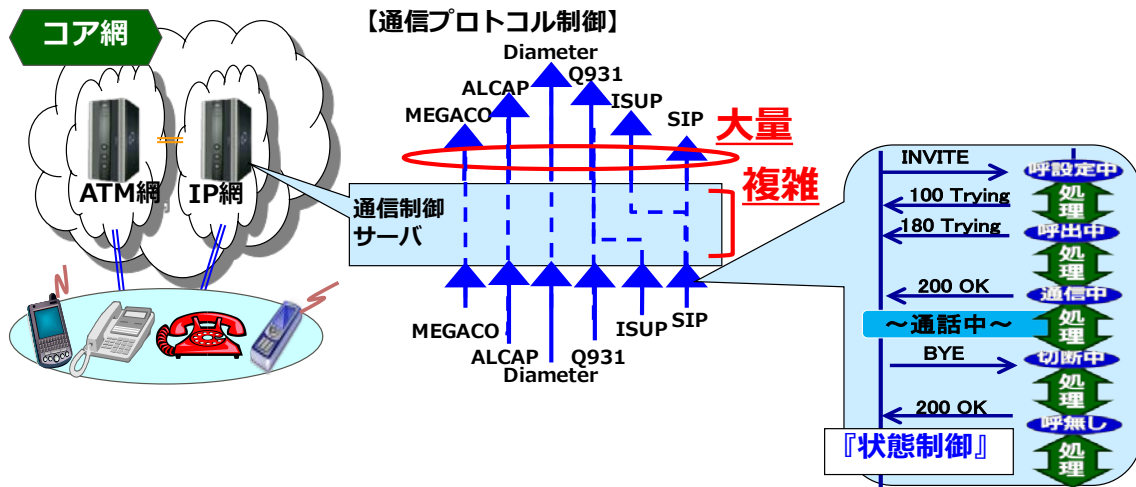 コア網
ATM網
IP網
【通信プロトコル制御】
Diameter
Q931
ALCAP
ISUP
MEGACO
SIP
大量
複雑
通信制御
サーバ
MEGACO
ISUP
SIP
ALCAP
Q931
Diameter
INVITE
呼設定中
処理
100 Trying
180 Trying
呼出中
処理
200 OK
通信中
～通話中～
処理
BYE
切断中
処理
200 OK
呼無し
『状態制御』
処理